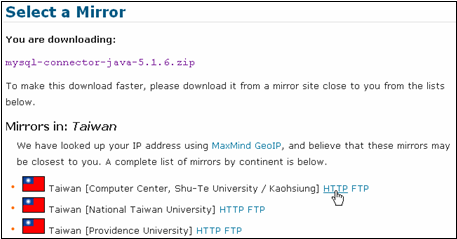 Select a Mirror
You are downloading:
mysql-connector-java-5.1.6.zip
To make this download faster, please download it from a mirror site close to you from the lists
below.
Mirrors in: Taiwan
We have looked up your IP address using MaxMind GeoIP, and believe that these mirrors may
be closest to you. A complete list of mirrors by continent is below.
Taiwan [Computer Center, Shu-Te University / Kaohsiung] HTTP FTP
Taiwan [National Taiwan University] HTTP FTP
Taiwan [Providence University] HTTP FTP